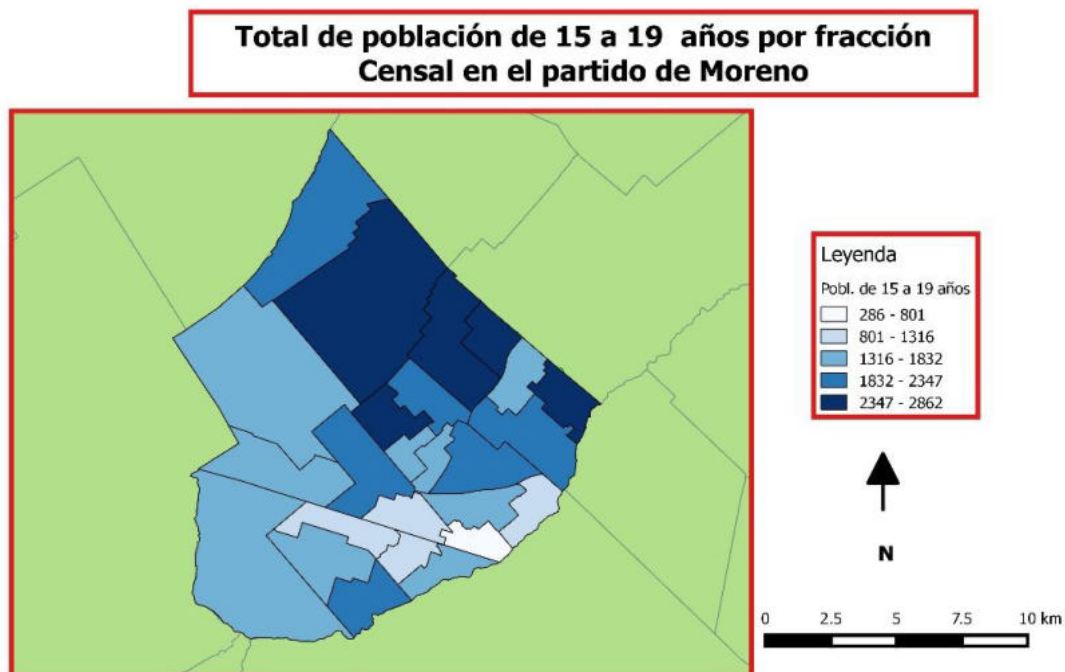 Total de población de 15 a 19 años por fracción
Censal en el partido de Moreno
Leyenda
Pobl. de 15 a 19 años
286 - 801
801 - 1316
1316 - 1832
1832 - 2347
2347 - 2862
N
0 2.5 5 7.5 10 km